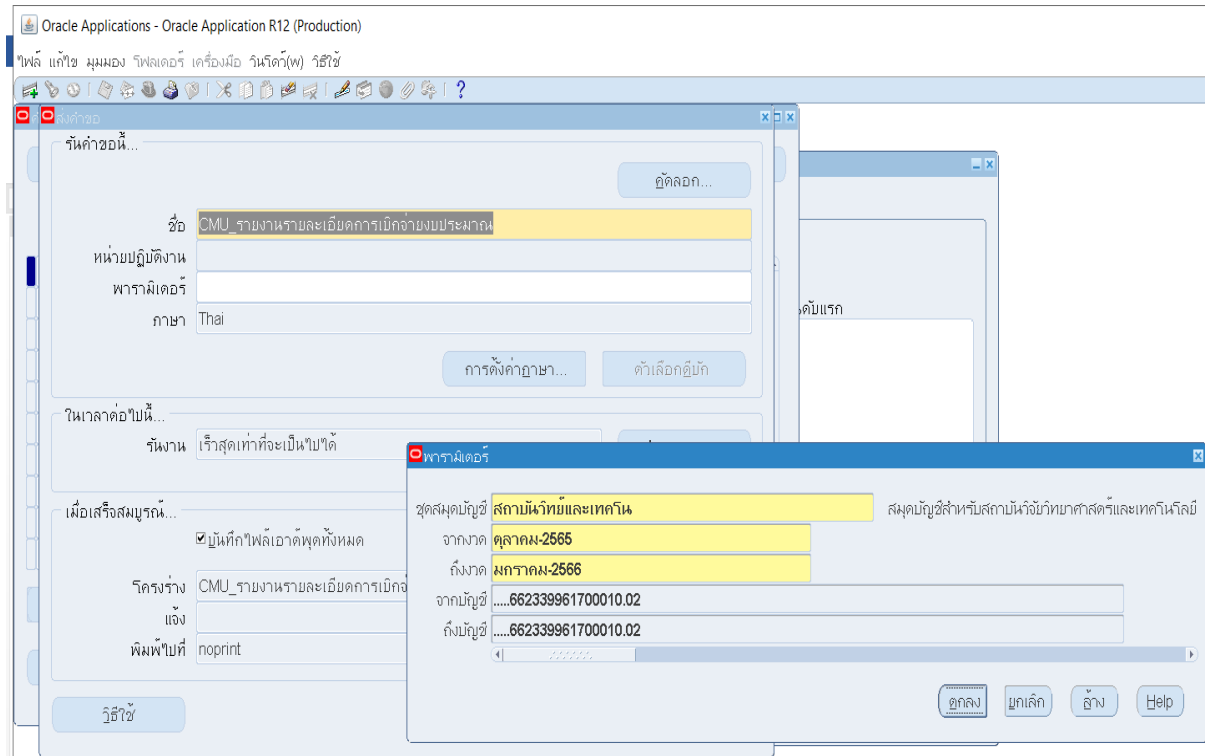 Oracle Applications - Oracle Application R12 (Production)
ไฟล์ แก้ไข มุมมอง โฟลเดอร์ เครื่องมือ วินโดว์(w) วิธีใช้
ส่งคำขอ
รันคำขอนี้...
คัดลอก...
ชื่อ CMU_รายงานรายละเอียดการเบิกจ่ายงบประมาณ
หน่วยปฏิบัติงาน
พารามิเตอร์
ภาษา Thai
นดับแรก
การตั้งค่าภาษา... ตัวเลือกดีบัก
ในเวลาต่อไปนี้...
รันงาน เร็วสุดเท่าที่จะเป็นไปได้
พารามิเตอร์
ชุดสมุดบัญชี สถาบันวิทย์และเทคโน สมุดบัญชีสำหรับสถาบันวิจัยวิทยาศาสตร์และเทคโนโลยี
จากงวด ตุลาคม-2565
ถึงงวด มกราคม-2566
จากบัญชี .....662339961700010.02
ถึงบัญชี .....662339961700010.02
ตกลง ยกเลิก ล้าง Help
เมื่อเสร็จสมบูรณ์...
บันทึกไฟล์เอาต์พุตทั้งหมด
โครงร่าง CMU_รายงานรายละเอียดการเบิกจ่
แจ้ง
พิมพ์ไปที่ noprint
วิธีใช้